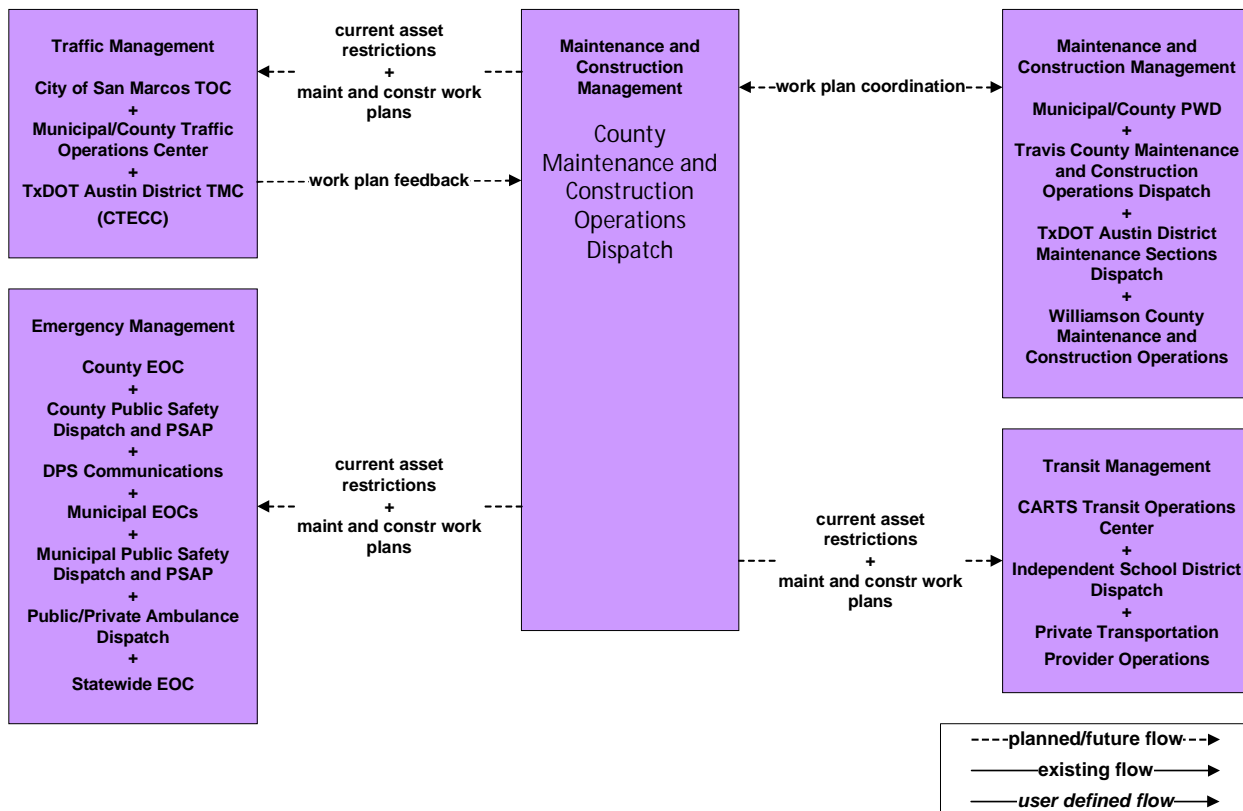 Traffic Management
City of San Marcos TOC
+
Municipal/County Traffic
Operations Center
+
TxDOT Austin District TMC
(CTECC)
current asset
restrictions
+
maint and constr work
plans
work plan feedback
Maintenance and
Construction
Management
County
Maintenance and
Construction
Operations
Dispatch
work plan coordination
Maintenance and
Construction Management
Municipal/County PWD
+
Travis County Maintenance
and Construction
Operations Dispatch
+
TxDOT Austin District
Maintenance Sections
Dispatch
+
Williamson County
Maintenance and
Construction Operations
Emergency Management
County EOC
+
County Public Safety
Dispatch and PSAP
+
DPS Communications
+
Municipal EOCs
+
Municipal Public Safety
Dispatch and PSAP
+
Public/Private Ambulance
Dispatch
+
Statewide EOC
current asset
restrictions
+
maint and constr work
plans
current asset
restrictions
+
maint and constr work
plans
Transit Management
CARTS Transit Operations
Center
+
Independent School District
Dispatch
+
Private Transportation
Provider Operations
planned/future flow
existing flow
user defined flow